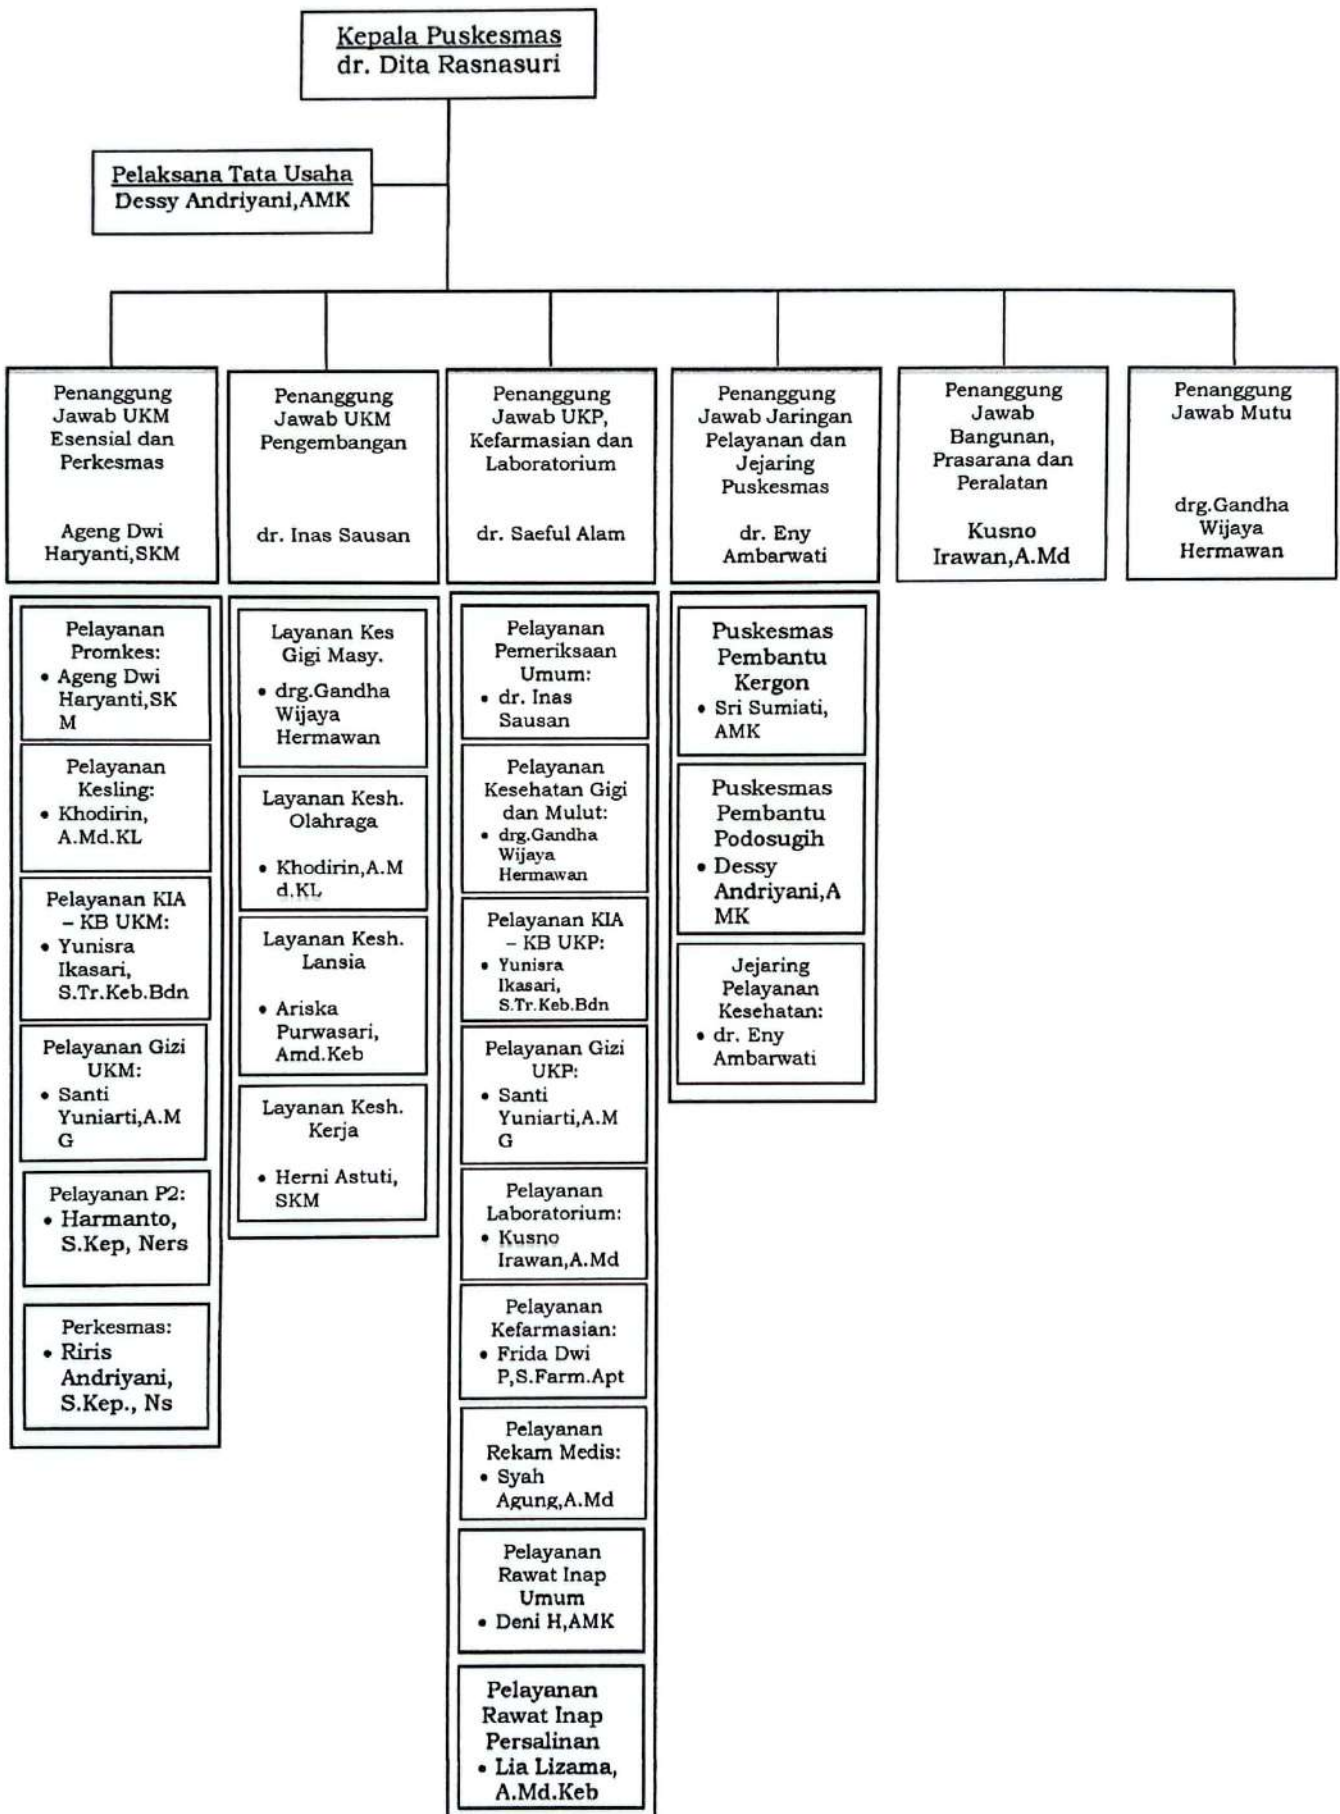 Kepala Puskesmas
dr. Dita Rasnasuri
Pelaksana Tata Usaha
Dessy Andriyani,AMK
Penanggung
Jawab UKM
Esensial dan
Perkesmas
Ageng Dwi
Haryanti,SKM
Penanggung
Jawab UKM
Pengembangan
dr. Inas Sausan
Penanggung
Jawab UKP,
Kefarmasian dan
Laboratorium
dr. Saeful Alam
Penanggung
Jawab Jaringan
Pelayanan dan
Jejaring
Puskesmas
dr. Eny
Ambarwati
Penanggung
Jawab
Bangunan,
Prasarana dan
Peralatan
Kusno
Irawan,A.Md
Penanggung
Jawab Mutu
drg.Gandha
Wijaya
Hermawan
Pelayanan
Promkes:
• Ageng Dwi
Haryanti,SK
M
Pelayanan
Kesling:
• Khodirin,
A.Md.KL
Pelayanan KIA
– KB UKM:
• Yunisra
Ikasari,
S.Tr.Keb.Bdn
Pelayanan Gizi
UKM:
• Santi
Yuniarti,A.M
G
Pelayanan P2:
• Harmanto,
S.Kep, Ners
Perkesmas:
• Riris
Andriyani,
S.Kep., Ns
Layanan Kes
Gigi Masy.
• drg.Gandha
Wijaya
Hermawan
Layanan Kesh.
Olahraga
• Khodirin,A.M
d.KL
Layanan Kesh.
Lansia
• Ariska
Purwasari,
Amd.Keb
Layanan Kesh.
Kerja
• Herni Astuti,
SKM
Pelayanan
Pemeriksaan
Umum:
• dr. Inas
Sausan
Pelayanan
Kesehatan Gigi
dan Mulut:
• drg.Gandha
Wijaya
Hermawan
Pelayanan KIA
– KB UKP:
• Yunisra
Ikasari,
S.Tr.Keb.Bdn
Pelayanan Gizi
UKP:
• Santi
Yuniarti,A.M
G
Pelayanan
Laboratorium:
• Kusno
Irawan,A.Md
Pelayanan
Kefarmasian:
• Frida Dwi
P,S.Farm.Apt
Pelayanan
Rekam Medis:
• Syah
Agung,A.Md
Pelayanan
Rawat Inap
Umum
• Deni H,AMK
Pelayanan
Rawat Inap
Persalinan
• Lia Lizama,
A.Md.Keb
Puskesmas
Pembantu
Kergon
• Sri Sumiati,
AMK
Puskesmas
Pembantu
Podosugih
• Dessy
Andriyani,A
MK
Jejaring
Pelayanan
Kesehatan:
• dr. Eny
Ambarwati